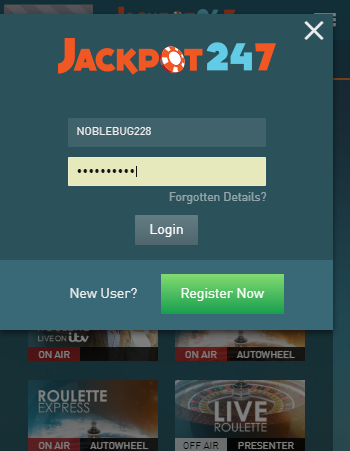 JACKPOT247
NOBLEBUG228
Forgotten Details?
Login
New User?
Register Now
LIVE ON itv
ON AIR
ON AIR AUTOWHEEL
ROULETTE
EXPRESS
LIVE
ROULETTE
ON AIR AUTOWHEEL
OFF AIR PRESENTER